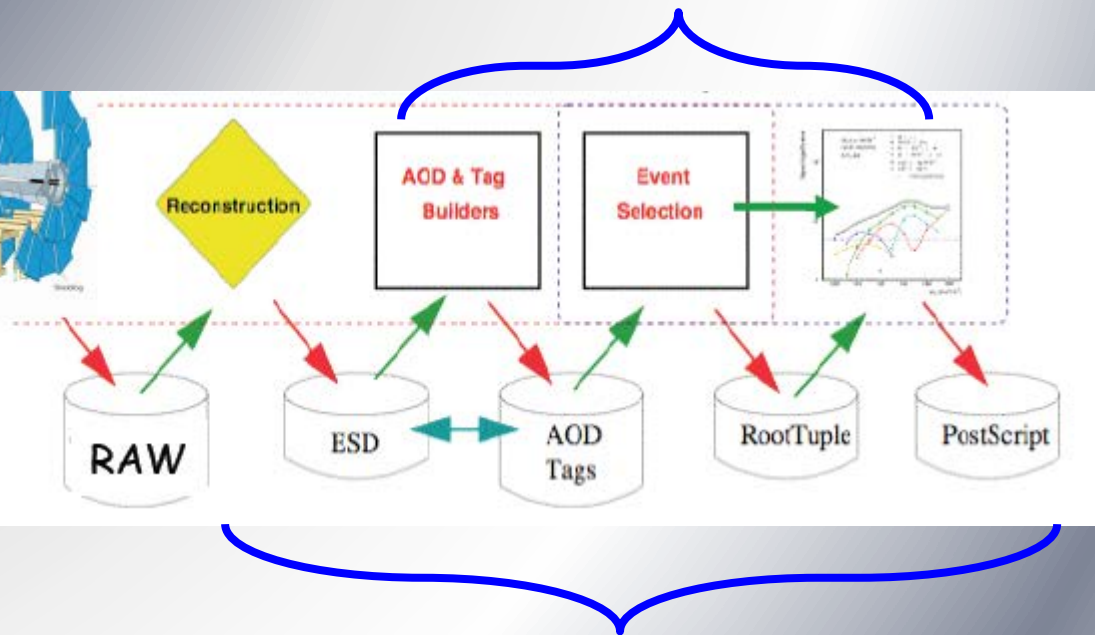 Reconstruction
AOD & Tag
Builders
Event
Selection
RAW
ESD
AOD
Tags
RootTuple
PostScript